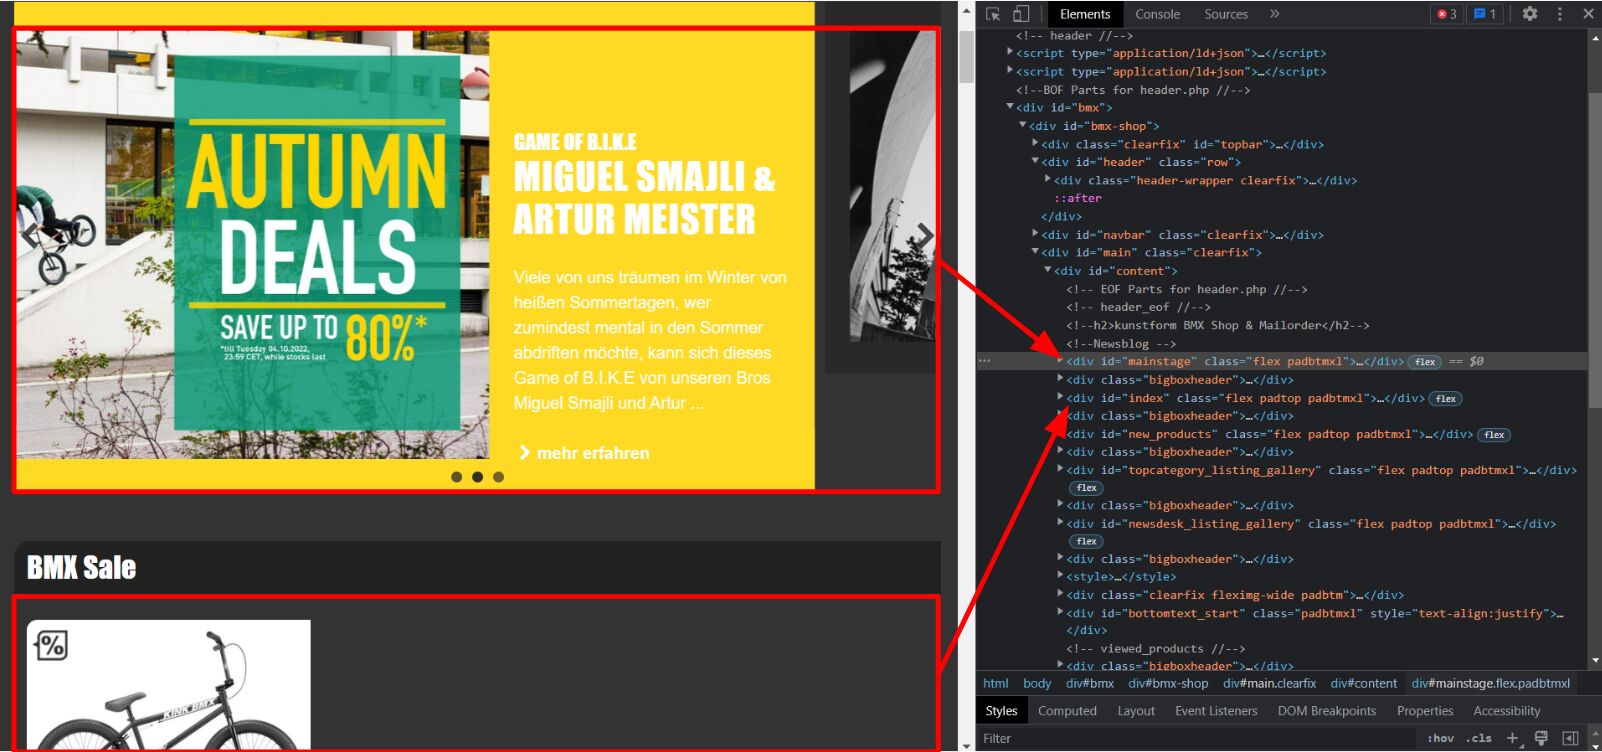 AUTUMN
DEALS
SAVE UP TO 80%*
*till Tuesday 04.10.2022,
23:59 CET, while stocks last
GAME OF B.I.K.E
MIGUEL SMAJLI &
ARTUR MEISTER
Viele von uns träumen im Winter von
heißen Sommertagen, wer
zumindest mental in den Sommer
abdriften möchte, kann sich dieses
Game of B.I.K.E von unseren Bros
Miguel Smajli und Artur ...
mehr erfahren
BMX Sale
%
KINK BMX
Elements Console Sources » 3 1
<!-- header //-->
<script type="application/ld+json">…</script>
<script type="application/ld+json">…</script>
<!--BOF Parts for header.php //-->
<div id="bmx">
<div id="bmx-shop">
<div class="clearfix" id="topbar">…</div>
<div id="header" class="row">
<div class="header-wrapper clearfix">…</div>
::after
</div>
<div id="navbar" class="clearfix">…</div>
<div id="main" class="clearfix">
<div id="content">
<!-- EOF Parts for header.php //-->
<!-- header_eof //-->
<!--h2>kunstform BMX Shop & Mailorder</h2-->
<!--Newsblog -->
<div id="mainstage" class="flex padbtmxl">…</div> flex == $0
<div class="bigboxheader">…</div>
<div id="index" class="flex padtop padbtmxl">…</div> flex
<div class="bigboxheader">…</div>
<div id="new_products" class="flex padtop padbtmxl">…</div> flex
<div class="bigboxheader">…</div>
<div id="topcategory_listing_gallery" class="flex padtop padbtmxl">…</div>
flex
<div class="bigboxheader">…</div>
<div id="newsdesk_listing_gallery" class="flex padtop padbtmxl">…</div>
flex
<div class="bigboxheader">…</div>
<style>…</style>
<div class="clearfix fleximg-wide padbtm">…</div>
<div id="bottomtext_start" class="padbtmxl" style="text-align:justify">…
</div>
<!-- viewed_products //-->
<div class="bigboxheader">…</div>
html body div#bmx div#bmx-shop div#main.clearfix div#content div#mainstage.flex.padbtmxl
Styles Computed Layout Event Listeners DOM Breakpoints Properties Accessibility
Filter :hov .cls +